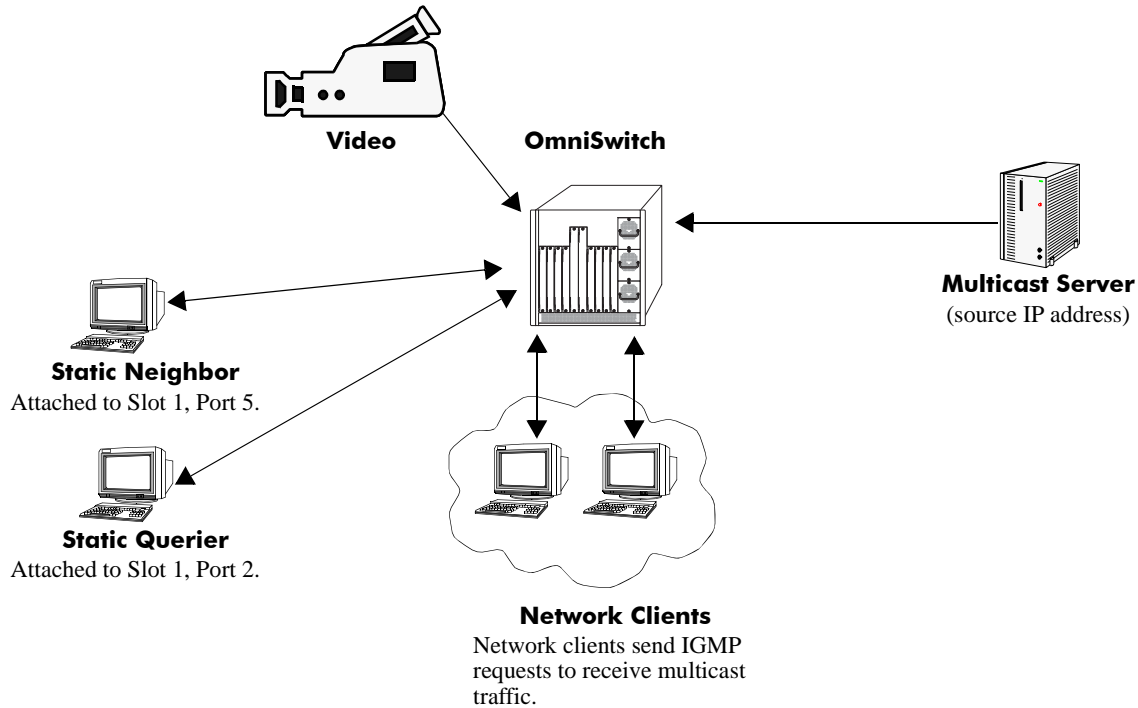 Video
OmniSwitch
Multicast Server
(source IP address)
Static Neighbor
Attached to Slot 1, Port 5.
Static Querier
Attached to Slot 1, Port 2.
Network Clients
Network clients send IGMP
requests to receive multicast
traffic.